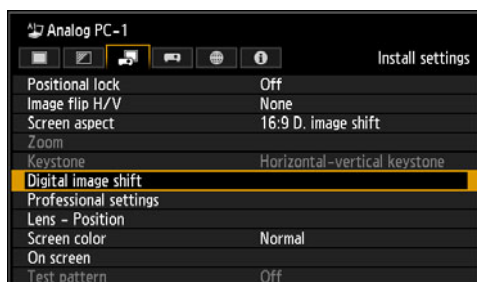 Analog PC-1
Install settings
Positional lock Off
Image flip H/V None
Screen aspect 16:9 D. image shift
Zoom
Keystone Horizontal-vertical keystone
Digital image shift
Professional settings
Lens - Position
Screen color Normal
On screen
Test pattern Off